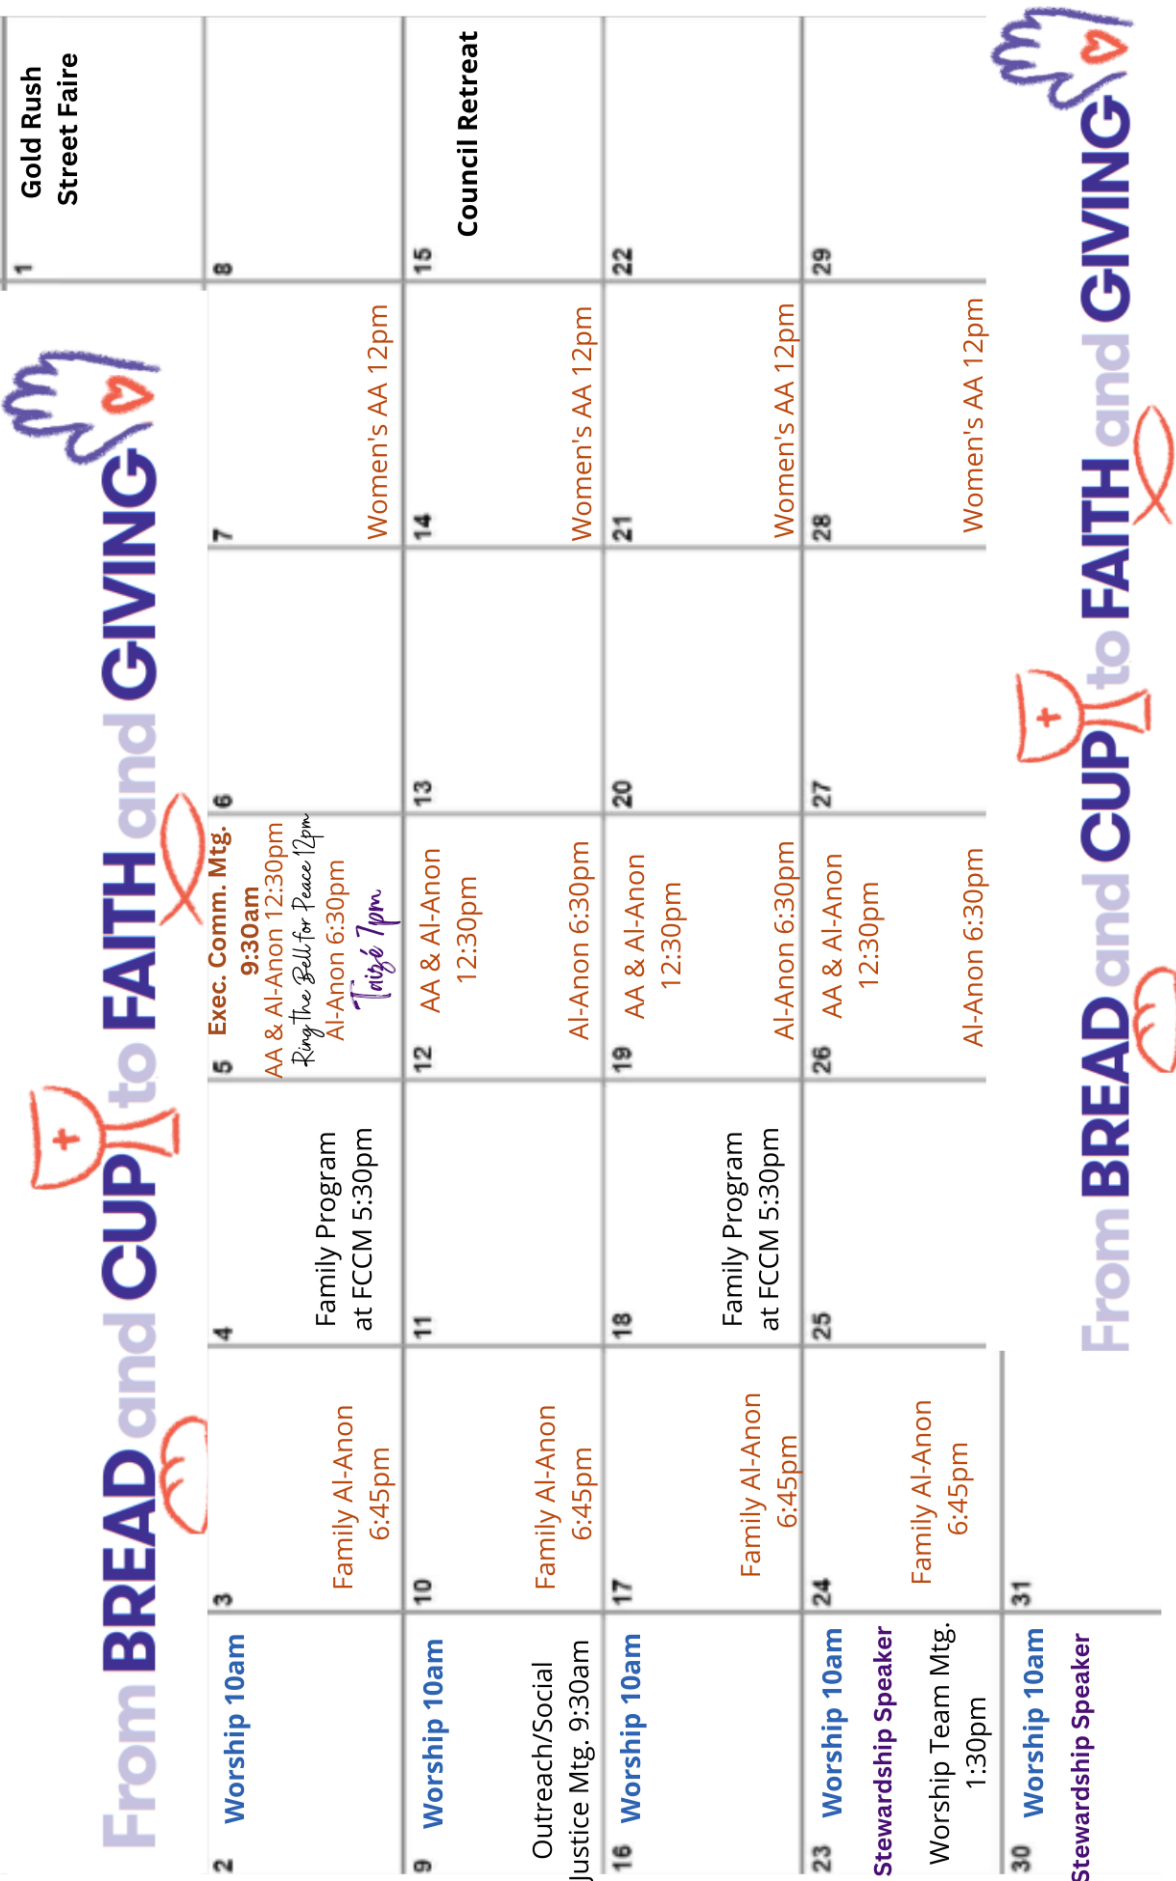 From BREAD and CUP to FAITH and GIVING
1
Gold Rush
Street Faire
2
Worship 10am
3
Family Al-Anon
6:45pm
4
Family Program
at FCCM 5:30pm
5
Exec. Comm. Mtg.
9:30am
AA & Al-Anon 12:30pm
Ring the Bell for Peace 12pm
Al-Anon 6:30pm
Taizé 7pm
6
7
Women's AA 12pm
8
9
Worship 10am
Outreach/Social
Justice Mtg. 9:30am
10
Family Al-Anon
6:45pm
11
12
AA & Al-Anon
12:30pm
Al-Anon 6:30pm
13
14
Women's AA 12pm
15
Council Retreat
16
Worship 10am
17
Family Al-Anon
6:45pm
18
Family Program
at FCCM 5:30pm
19
AA & Al-Anon
12:30pm
Al-Anon 6:30pm
20
21
Women's AA 12pm
22
23
Worship 10am
Stewardship Speaker
Worship Team Mtg.
1:30pm
24
Family Al-Anon
6:45pm
25
26
AA & Al-Anon
12:30pm
Al-Anon 6:30pm
27
28
Women's AA 12pm
29
30
Worship 10am
Stewardship Speaker
31
From BREAD and CUP to FAITH and GIVING